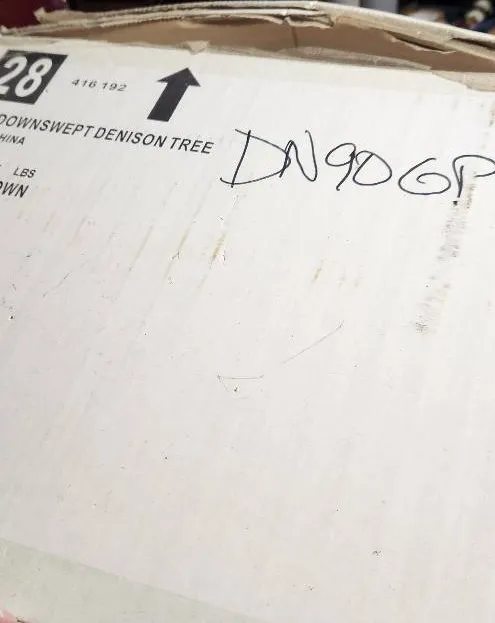 28 416 192
DOWNSWEPT DENISON TREE
HINA
LBS
OWN
DN90GP